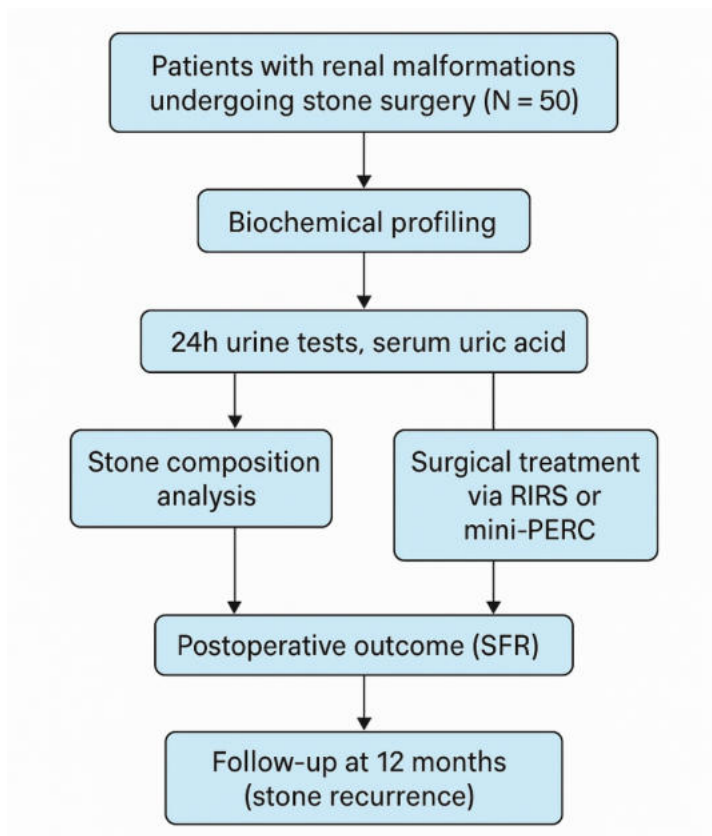 Patients with renal malformations
undergoing stone surgery (N = 50)
Biochemical profiling
24h urine tests, serum uric acid
Stone composition
analysis
Surgical treatment
via RIRS or
mini-PERC
Postoperative outcome (SFR)
Follow-up at 12 months
(stone recurrence)